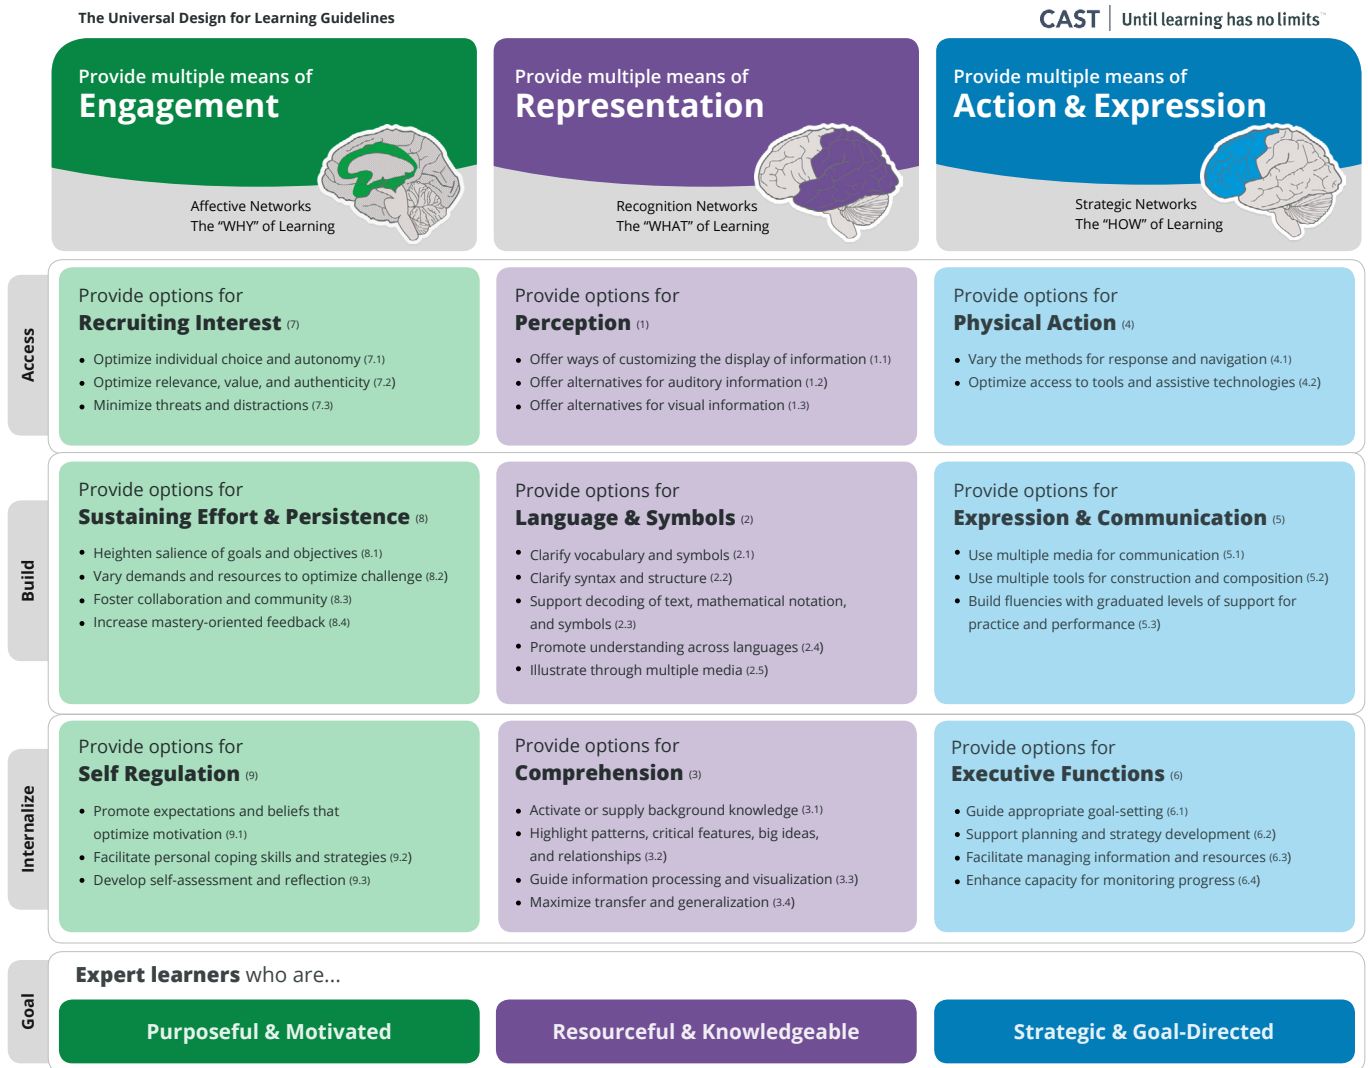 The Universal Design for Learning Guidelines
CAST | Until learning has no limits™
Provide multiple means of
Engagement
Affective Networks
The “WHY” of Learning
Provide multiple means of
Representation
Recognition Networks
The “WHAT” of Learning
Provide multiple means of
Action & Expression
Strategic Networks
The “HOW” of Learning
Access
Provide options for
Recruiting Interest (7)
• Optimize individual choice and autonomy (7.1)
• Optimize relevance, value, and authenticity (7.2)
• Minimize threats and distractions (7.3)
Provide options for
Perception (1)
• Offer ways of customizing the display of information (1.1)
• Offer alternatives for auditory information (1.2)
• Offer alternatives for visual information (1.3)
Provide options for
Physical Action (4)
• Vary the methods for response and navigation (4.1)
• Optimize access to tools and assistive technologies (4.2)
Build
Provide options for
Sustaining Effort & Persistence (8)
• Heighten salience of goals and objectives (8.1)
• Vary demands and resources to optimize challenge (8.2)
• Foster collaboration and community (8.3)
• Increase mastery-oriented feedback (8.4)
Provide options for
Language & Symbols (2)
• Clarify vocabulary and symbols (2.1)
• Clarify syntax and structure (2.2)
• Support decoding of text, mathematical notation,
and symbols (2.3)
• Promote understanding across languages (2.4)
• Illustrate through multiple media (2.5)
Provide options for
Expression & Communication (5)
• Use multiple media for communication (5.1)
• Use multiple tools for construction and composition (5.2)
• Build fluencies with graduated levels of support for
practice and performance (5.3)
Internalize
Provide options for
Self Regulation (9)
• Promote expectations and beliefs that
optimize motivation (9.1)
• Facilitate personal coping skills and strategies (9.2)
• Develop self-assessment and reflection (9.3)
Provide options for
Comprehension (3)
• Activate or supply background knowledge (3.1)
• Highlight patterns, critical features, big ideas,
and relationships (3.2)
• Guide information processing and visualization (3.3)
• Maximize transfer and generalization (3.4)
Provide options for
Executive Functions (6)
• Guide appropriate goal-setting (6.1)
• Support planning and strategy development (6.2)
• Facilitate managing information and resources (6.3)
• Enhance capacity for monitoring progress (6.4)
Goal
Expert learners who are...
Purposeful & Motivated
Resourceful & Knowledgeable
Strategic & Goal-Directed